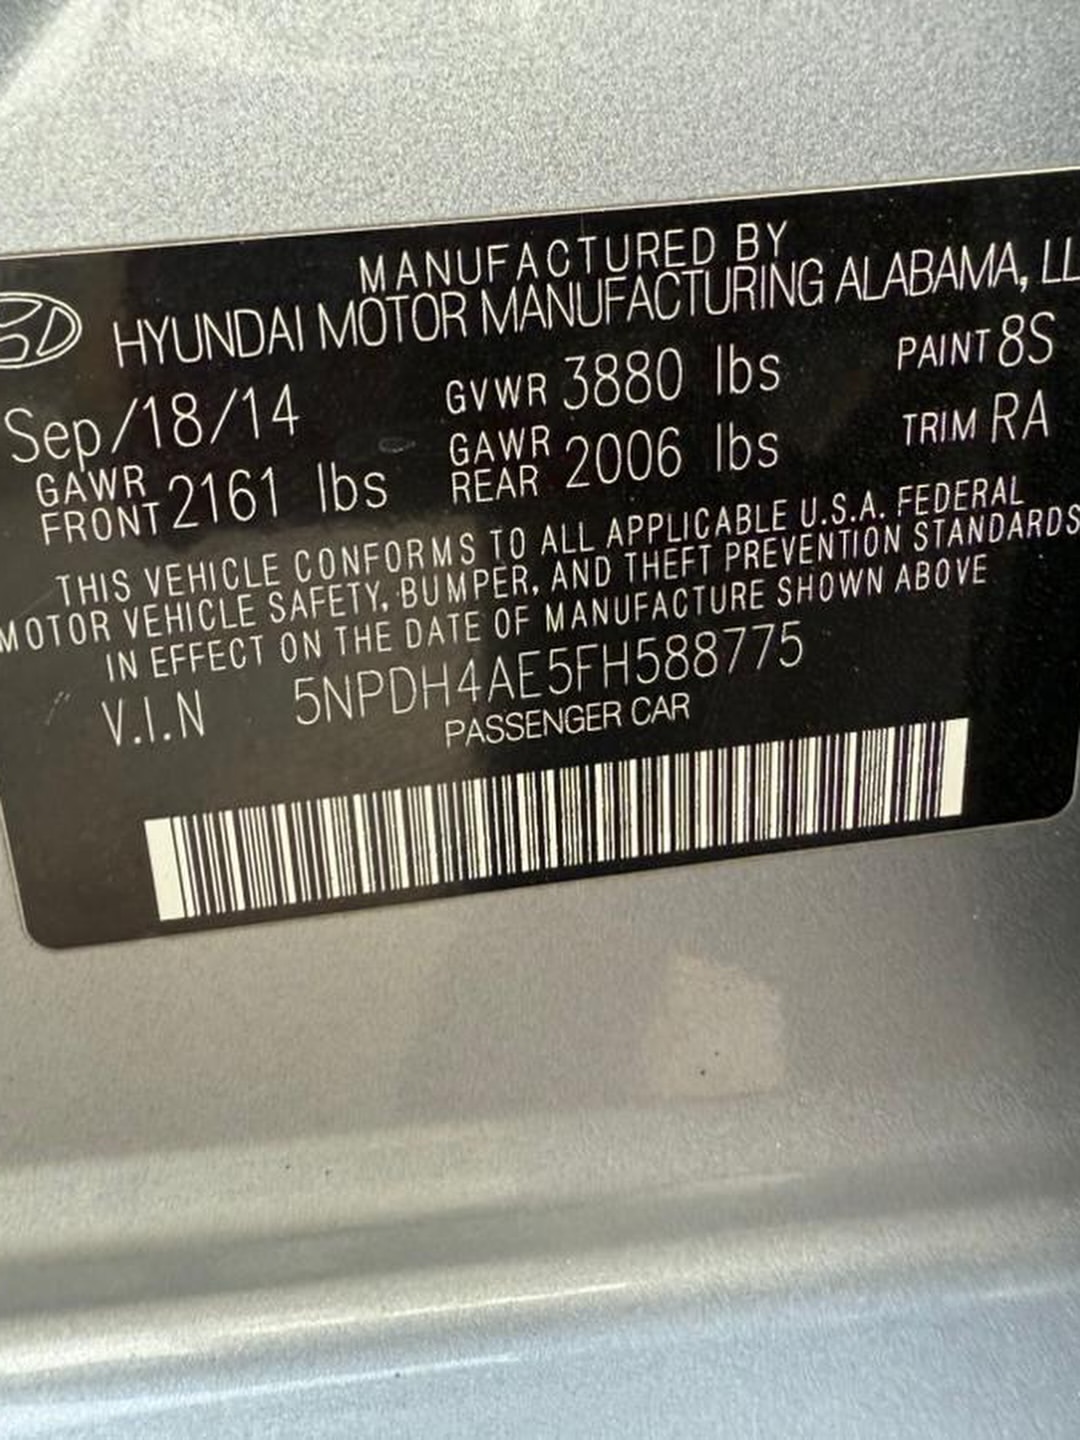 MANUFACTURED BY
HYUNDAI MOTOR MANUFACTURING ALABAMA, LL
Sep/18/14 GVWR 3880 lbs PAINT 8S
GAWR FRONT 2161 lbs GAWR REAR 2006 lbs TRIM RA
THIS VEHICLE CONFORMS TO ALL APPLICABLE U.S.A. FEDERAL
MOTOR VEHICLE SAFETY, BUMPER, AND THEFT PREVENTION STANDARDS
IN EFFECT ON THE DATE OF MANUFACTURE SHOWN ABOVE
V.I.N 5NPDH4AE5FH588775
PASSENGER CAR